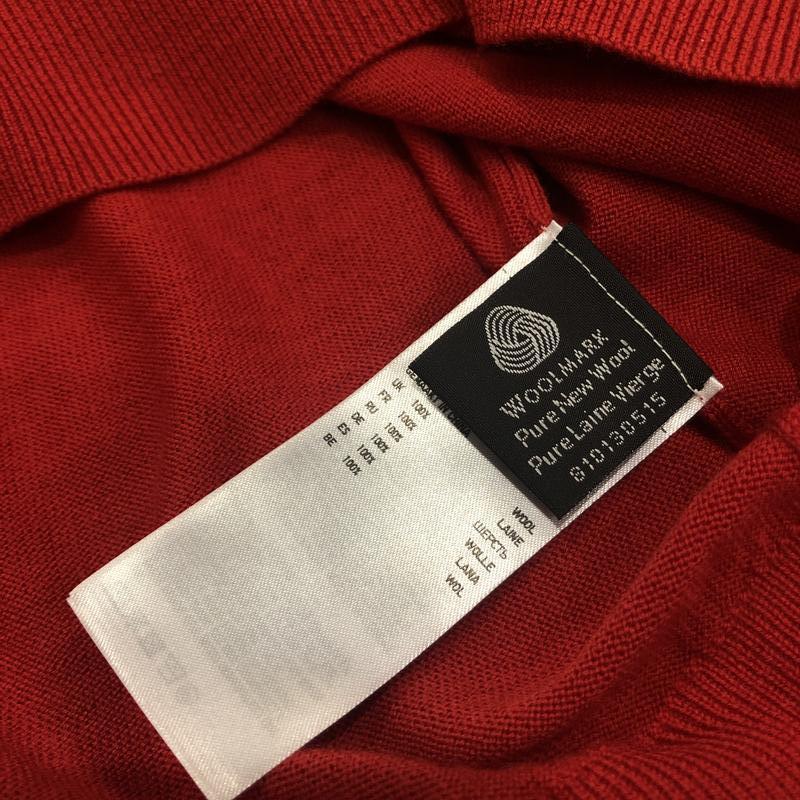 WOOLMARK
Pure New Wool
Pure Laine Vierge
010130515
UK 100% WOOL
FR 100% LAINE
RU 100% ШЕРСТЬ
DE 100% WOLLE
ES 100% LANA
BE 100% WOL